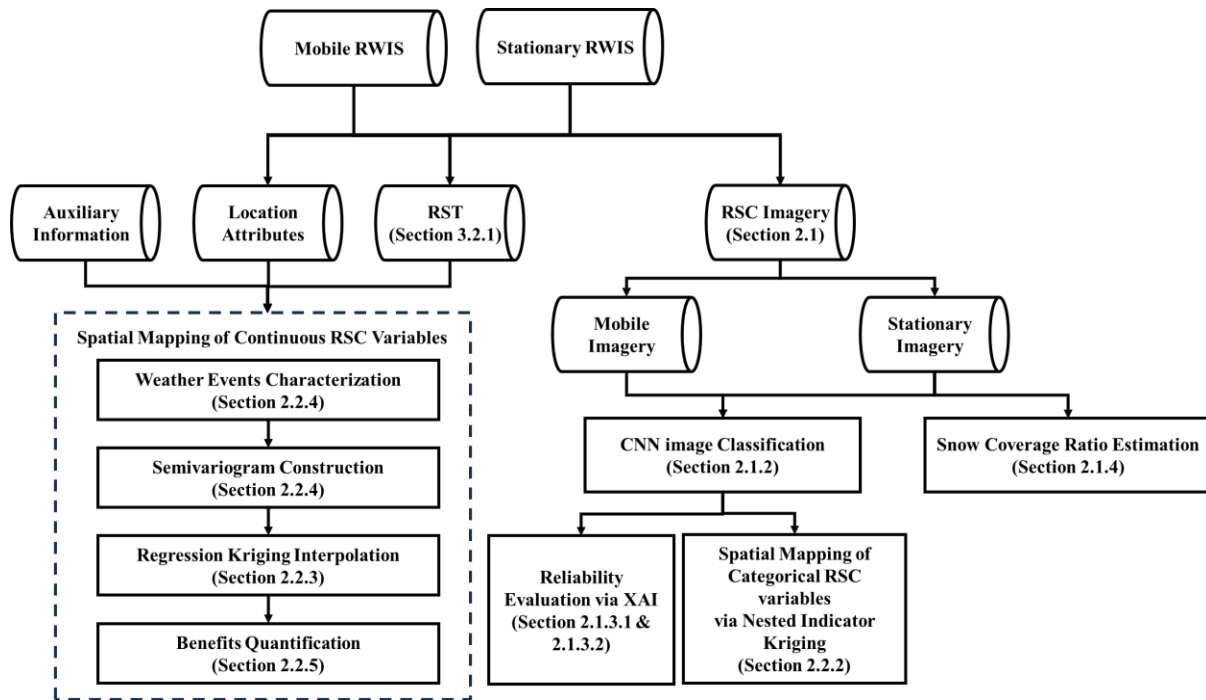 Mobile RWIS
Stationary RWIS
Auxiliary
Information
Location
Attributes
RST
(Section 3.2.1)
RSC Imagery
(Section 2.1)
Mobile
Imagery
Stationary
Imagery
Spatial Mapping of Continuous RSC Variables
Weather Events Characterization
(Section 2.2.4)
Semivariogram Construction
(Section 2.2.4)
Regression Kriging Interpolation
(Section 2.2.3)
Benefits Quantification
(Section 2.2.5)
CNN image Classification
(Section 2.1.2)
Snow Coverage Ratio Estimation
(Section 2.1.4)
Reliability
Evaluation via XAI
(Section 2.1.3.1 &
2.1.3.2)
Spatial Mapping of
Categorical RSC
variables
via Nested Indicator
Kriging
(Section 2.2.2)